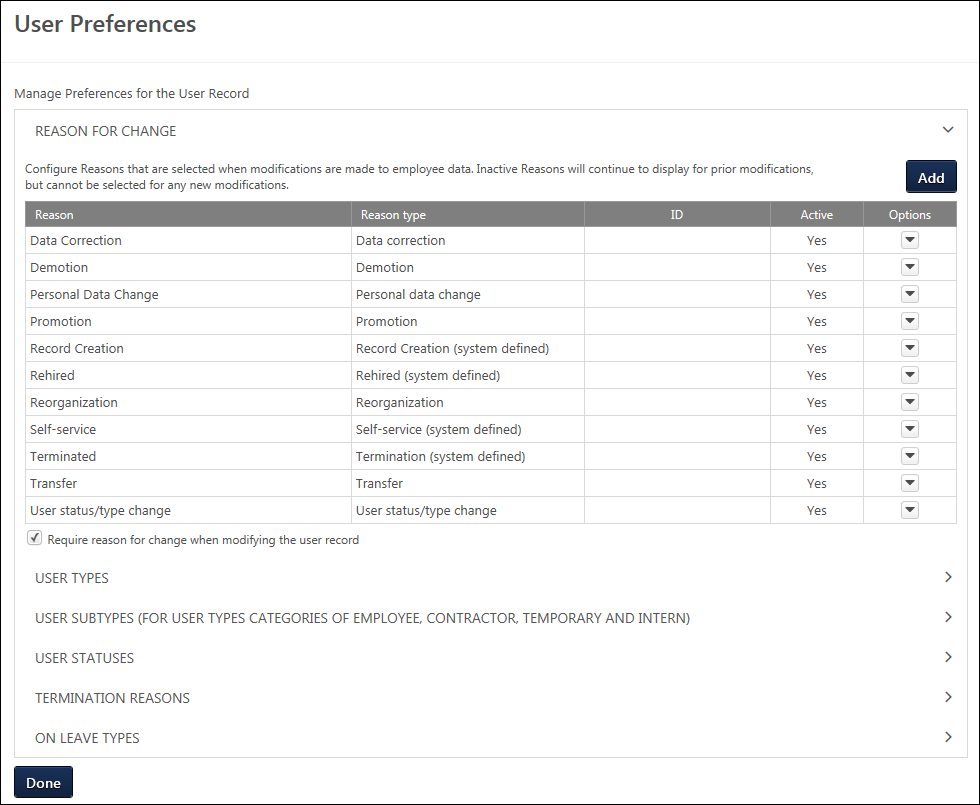 User Preferences
Manage Preferences for the User Record
REASON FOR CHANGE
Configure Reasons that are selected when modifications are made to employee data. Inactive Reasons will continue to display for prior modifications,
but cannot be selected for any new modifications.
Add
Reason Reason type ID Active Options
Data Correction Data correction Yes
Demotion Demotion Yes
Personal Data Change Personal data change Yes
Promotion Promotion Yes
Record Creation Record Creation (system defined) Yes
Rehired Rehired (system defined) Yes
Reorganization Reorganization Yes
Self-service Self-service (system defined) Yes
Terminated Termination (system defined) Yes
Transfer Transfer Yes
User status/type change User status/type change Yes
Require reason for change when modifying the user record
USER TYPES
USER SUBTYPES (FOR USER TYPES CATEGORIES OF EMPLOYEE, CONTRACTOR, TEMPORARY AND INTERN)
USER STATUSES
TERMINATION REASONS
ON LEAVE TYPES
Done